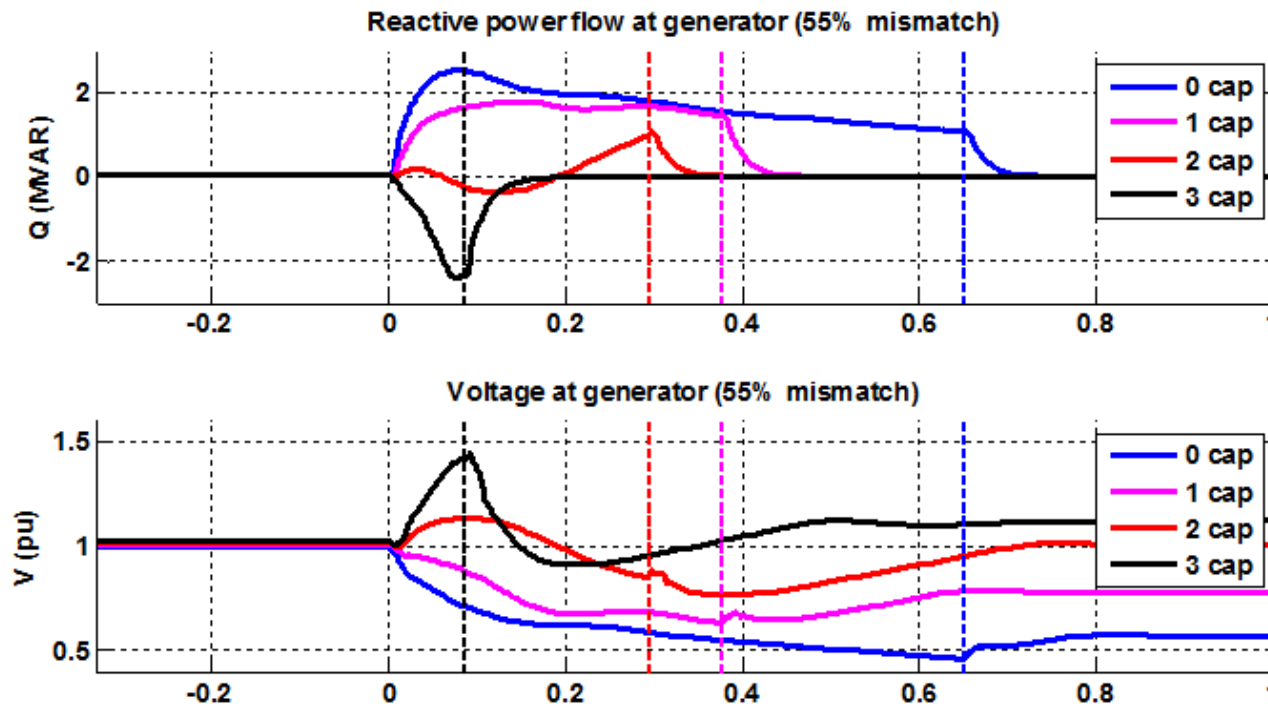 Reactive power flow at generator (55% mismatch)
Q (MVAR)
2
0
-2
-0.2 0 0.2 0.4 0.6 0.8 1
0 cap
1 cap
2 cap
3 cap
Voltage at generator (55% mismatch)
V (pu)
1.5
1
0.5
-0.2 0 0.2 0.4 0.6 0.8
0 cap
1 cap
2 cap
3 cap